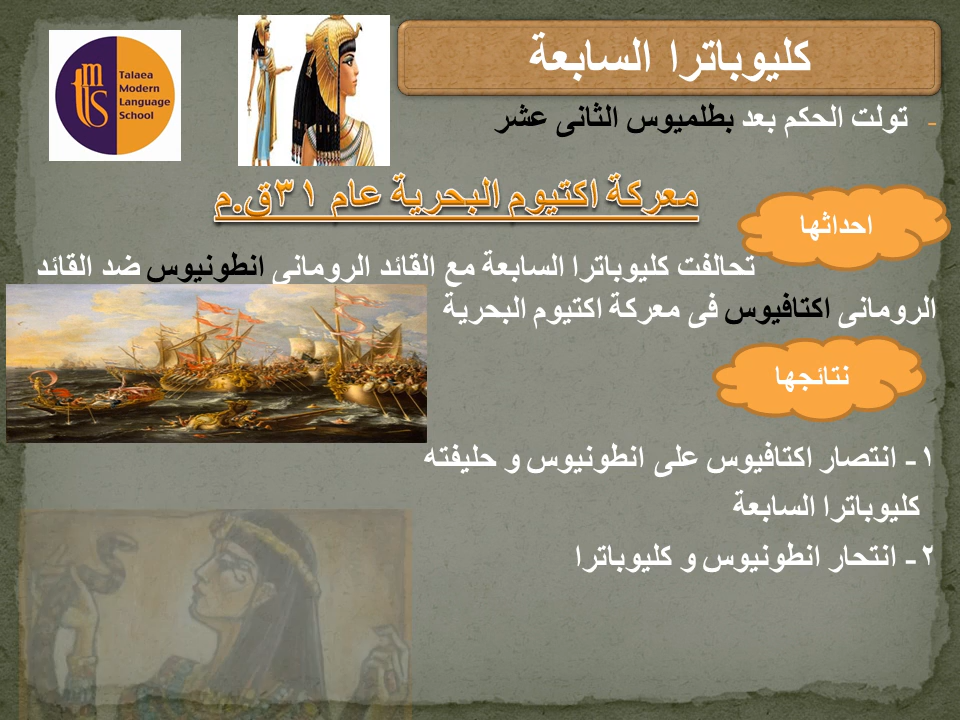 Talaea
Modern
Language
School
mts
كليوباترا السابعة
- تولت الحكم بعد بطلميوس الثانى عشر
معركة اكتيوم البحرية عام ٣١ق.م
احداثها
تحالفت كليوباترا السابعة مع القائد الرومانى انطونيوس ضد القائد
الرومانى اكتافيوس فى معركة اكتيوم البحرية
نتائجها
١- انتصار اكتافيوس على انطونيوس و حليفته
كليوباترا السابعة
٢- انتحار انطونيوس و كليوباترا